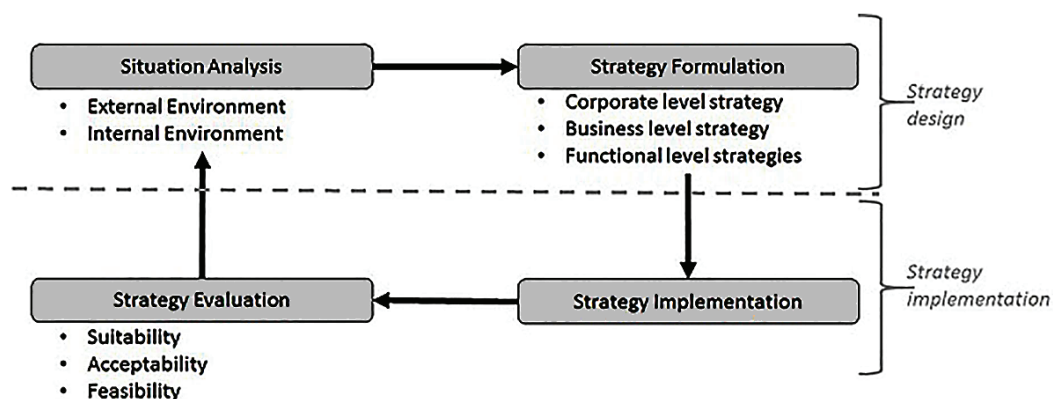 Situation Analysis
• External Environment
• Internal Environment
Strategy Formulation
• Corporate level strategy
• Business level strategy
• Functional level strategies
Strategy
design
Strategy Evaluation
• Suitability
• Acceptability
• Feasibility
Strategy Implementation
Strategy
implementation